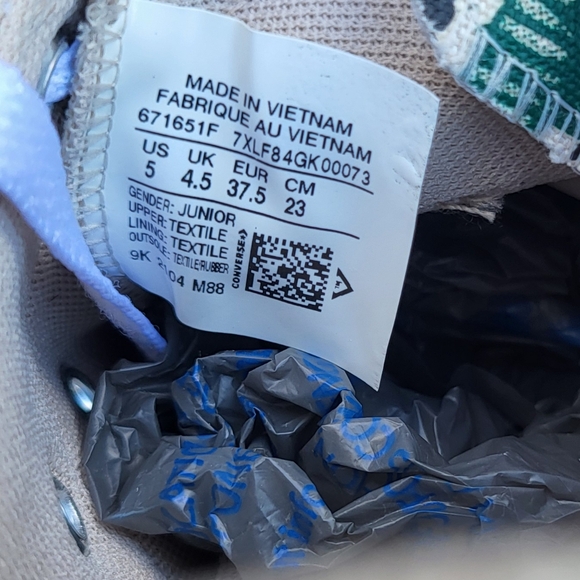 MADE IN VIETNAM
FABRIQUE AU VIETNAM
671651F 7XLF84GK00073
US UK EUR CM
5 4.5 37.5 23
GENDER: JUNIOR
UPPER: TEXTILE
LINING: TEXTILE
OUTSOLE: TEXTILE/RUBBER
04 M88
CONVERSE